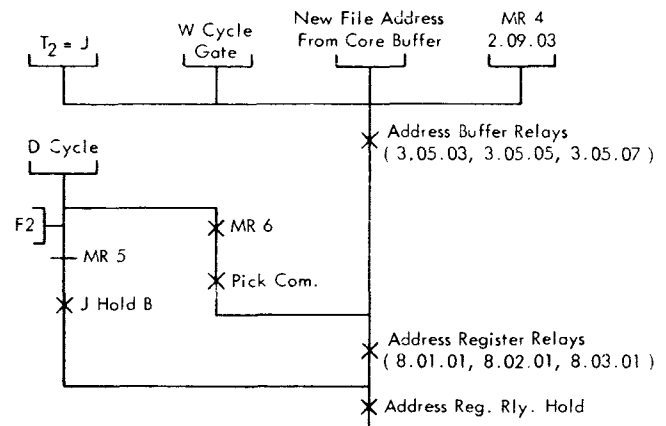 T2 = J
W Cycle
Gate
New File Address
From Core Buffer
MR 4
2.09.03
Address Buffer Relays
( 3.05.03, 3.05.05, 3.05.07 )
D Cycle
F2
MR 6
MR 5
Pick Com.
J Hold B
Address Register Relays
( 8.01.01, 8.02.01, 8.03.01 )
Address Reg. Rly. Hold